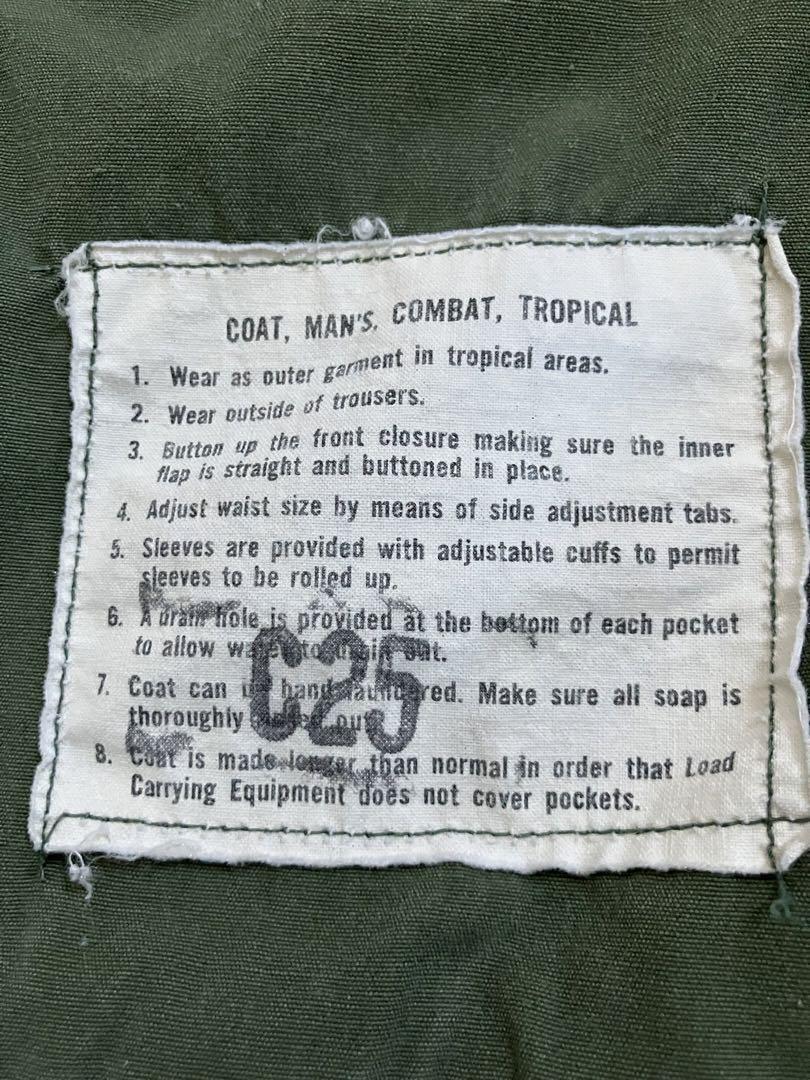 COAT, MAN'S, COMBAT, TROPICAL
1. Wear as outer garment in tropical areas.
2. Wear outside of trousers.
3. Button up the front closure making sure the inner
flap is straight and buttoned in place.
4. Adjust waist size by means of side adjustment tabs.
5. Sleeves are provided with adjustable cuffs to permit
sleeves to be rolled up.
6. A drain hole is provided at the bottom of each pocket
to allow water to drain out.
7. Coat can be hand laundered. Make sure all soap is
thoroughly rinsed out.
8. Coat is made longer than normal in order that Load
Carrying Equipment does not cover pockets.
C25